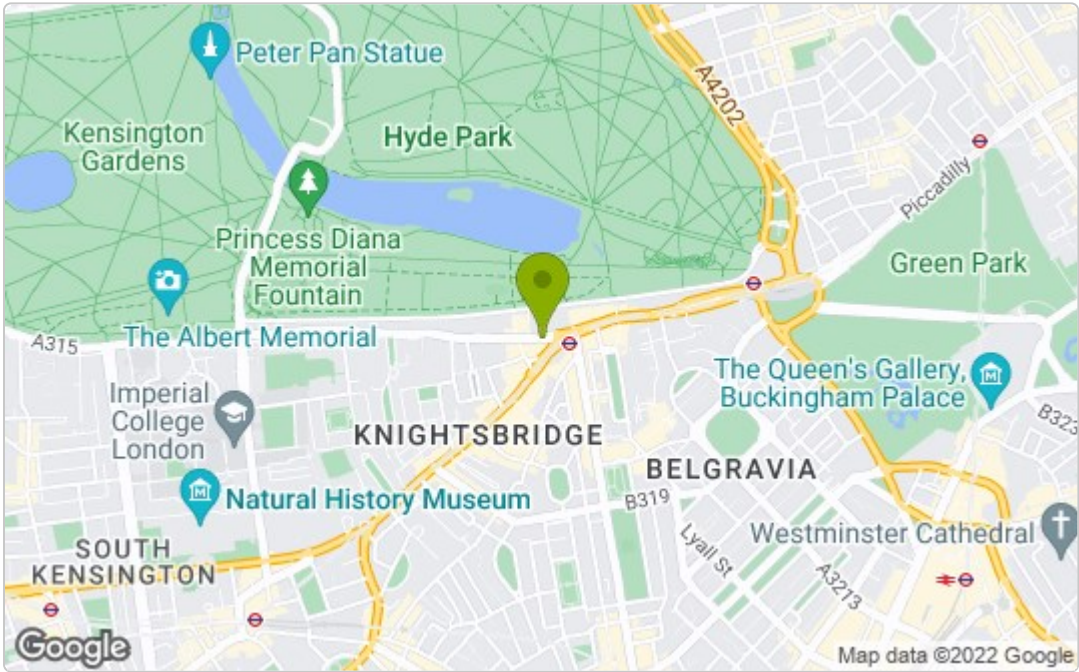 Peter Pan Statue
A4202
Kensington
Gardens
Hyde Park
Piccadilly
Princess Diana
Memorial
Fountain
Green Park
The Albert Memorial
A315
The Queen's Gallery,
Buckingham Palace
Imperial
College
London
B323
KNIGHTSBRIDGE
BELGRAVIA
Natural History Museum
B319
Westminster Cathedral
Lyall St
SOUTH
KENSINGTON
A3213
Google
Map data ©2022 Google